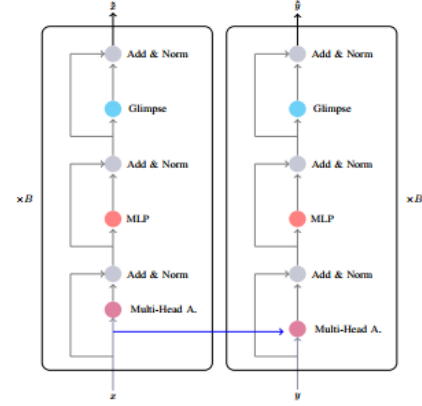 ẑ ŷ
Add & Norm Add & Norm
Glimpse Glimpse
Add & Norm Add & Norm
×B ×B
MLP MLP
Add & Norm Add & Norm
Multi-Head A.
Multi-Head A.
y